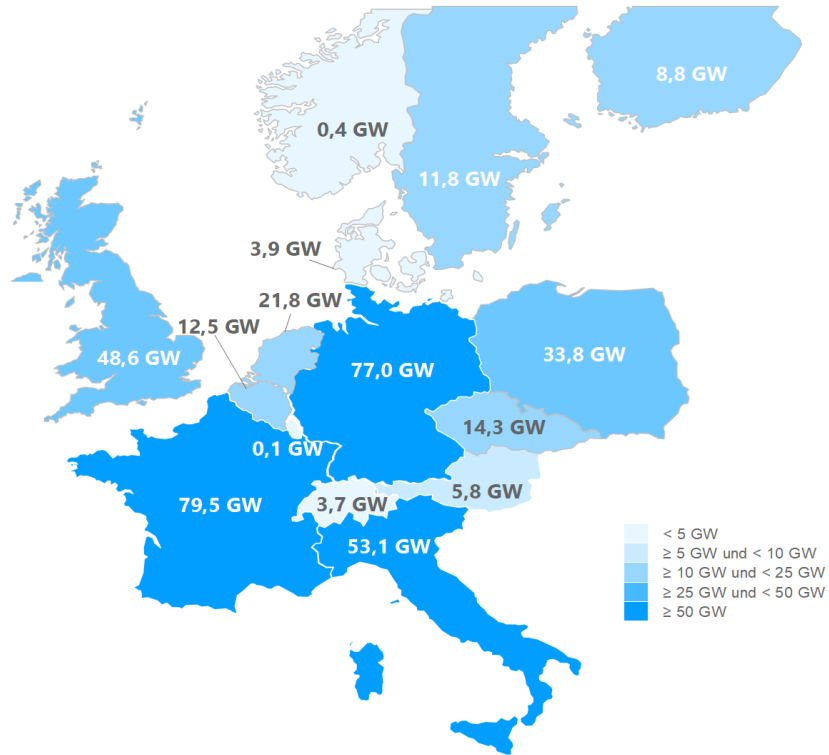 8,8 GW
0,4 GW
11,8 GW
3,9 GW
21,8 GW
12,5 GW
48,6 GW
77,0 GW
33,8 GW
14,3 GW
0,1 GW
79,5 GW
3,7 GW
5,8 GW
53,1 GW
< 5 GW
≥ 5 GW und < 10 GW
≥ 10 GW und < 25 GW
≥ 25 GW und < 50 GW
≥ 50 GW